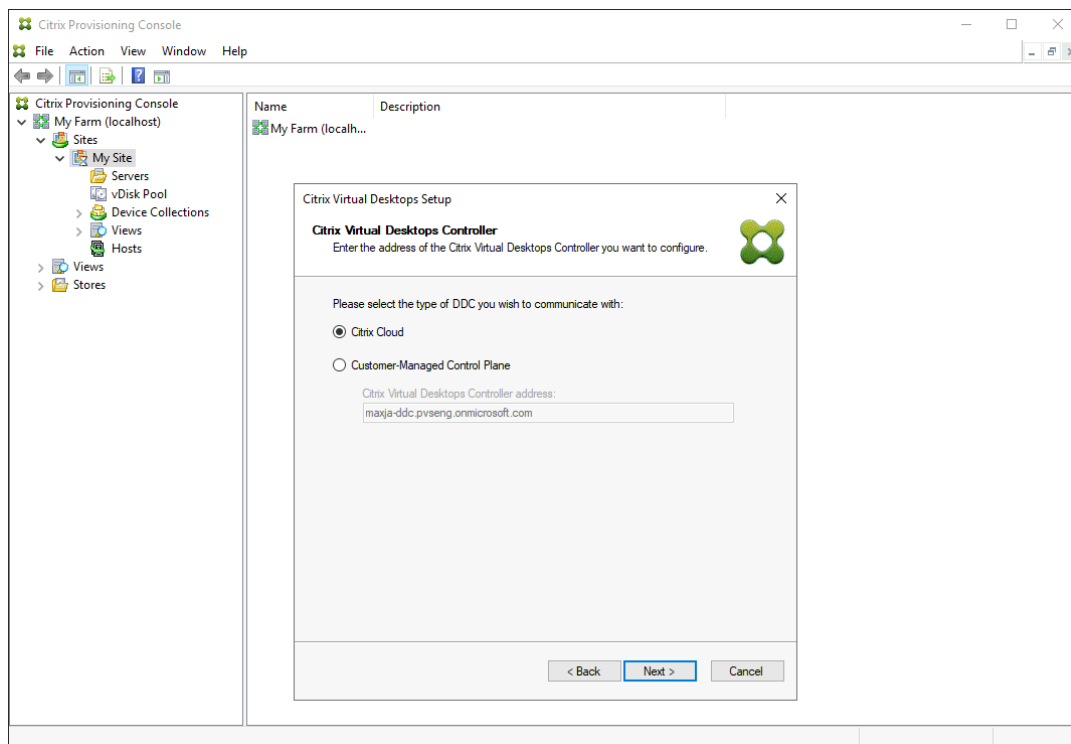 Citrix Provisioning Console
File Action View Window Help
Citrix Provisioning Console
My Farm (localhost)
Sites
My Site
Servers
vDisk Pool
Device Collections
Views
Hosts
Views
Stores
Name Description
My Farm (localh...
Citrix Virtual Desktops Setup
Citrix Virtual Desktops Controller
Enter the address of the Citrix Virtual Desktops Controller you want to configure.
Please select the type of DDC you wish to communicate with:
Citrix Cloud
Customer-Managed Control Plane
Citrix Virtual Desktops Controller address:
maxja-ddc.pvseng.onmicrosoft.com
< Back Next > Cancel